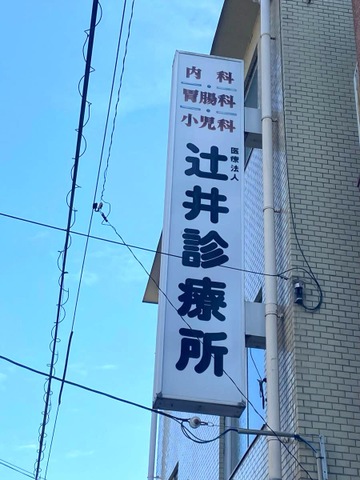 内科
胃腸科
小児科
医療法人
辻井診療所